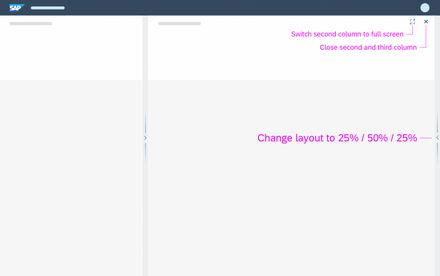 SAP
Switch second column to full screen
Close second and third column
Change layout to 25% / 50% / 25%